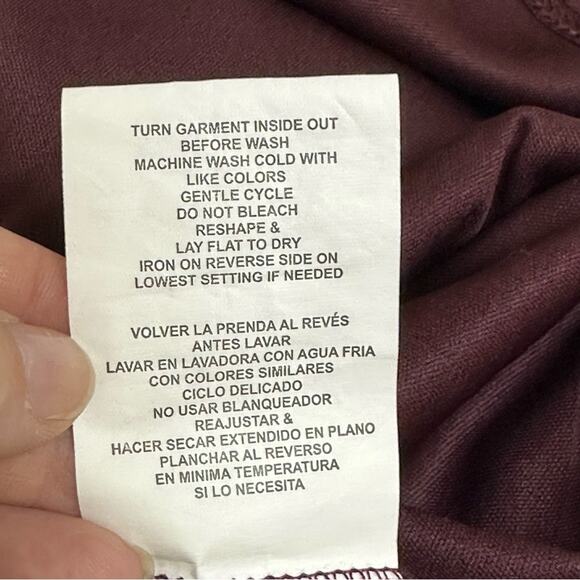 TURN GARMENT INSIDE OUT
BEFORE WASH
MACHINE WASH COLD WITH
LIKE COLORS
GENTLE CYCLE
DO NOT BLEACH
RESHAPE &
LAY FLAT TO DRY
IRON ON REVERSE SIDE ON
LOWEST SETTING IF NEEDED
VOLVER LA PRENDA AL REVÉS
ANTES LAVAR
LAVAR EN LAVADORA CON AGUA FRIA
CON COLORES SIMILARES
CICLO DELICADO
NO USAR BLANQUEADOR
REAJUSTAR &
HACER SECAR EXTENDIDO EN PLANO
PLANCHAR AL REVERSO
EN MINIMA TEMPERATURA
SI LO NECESITA